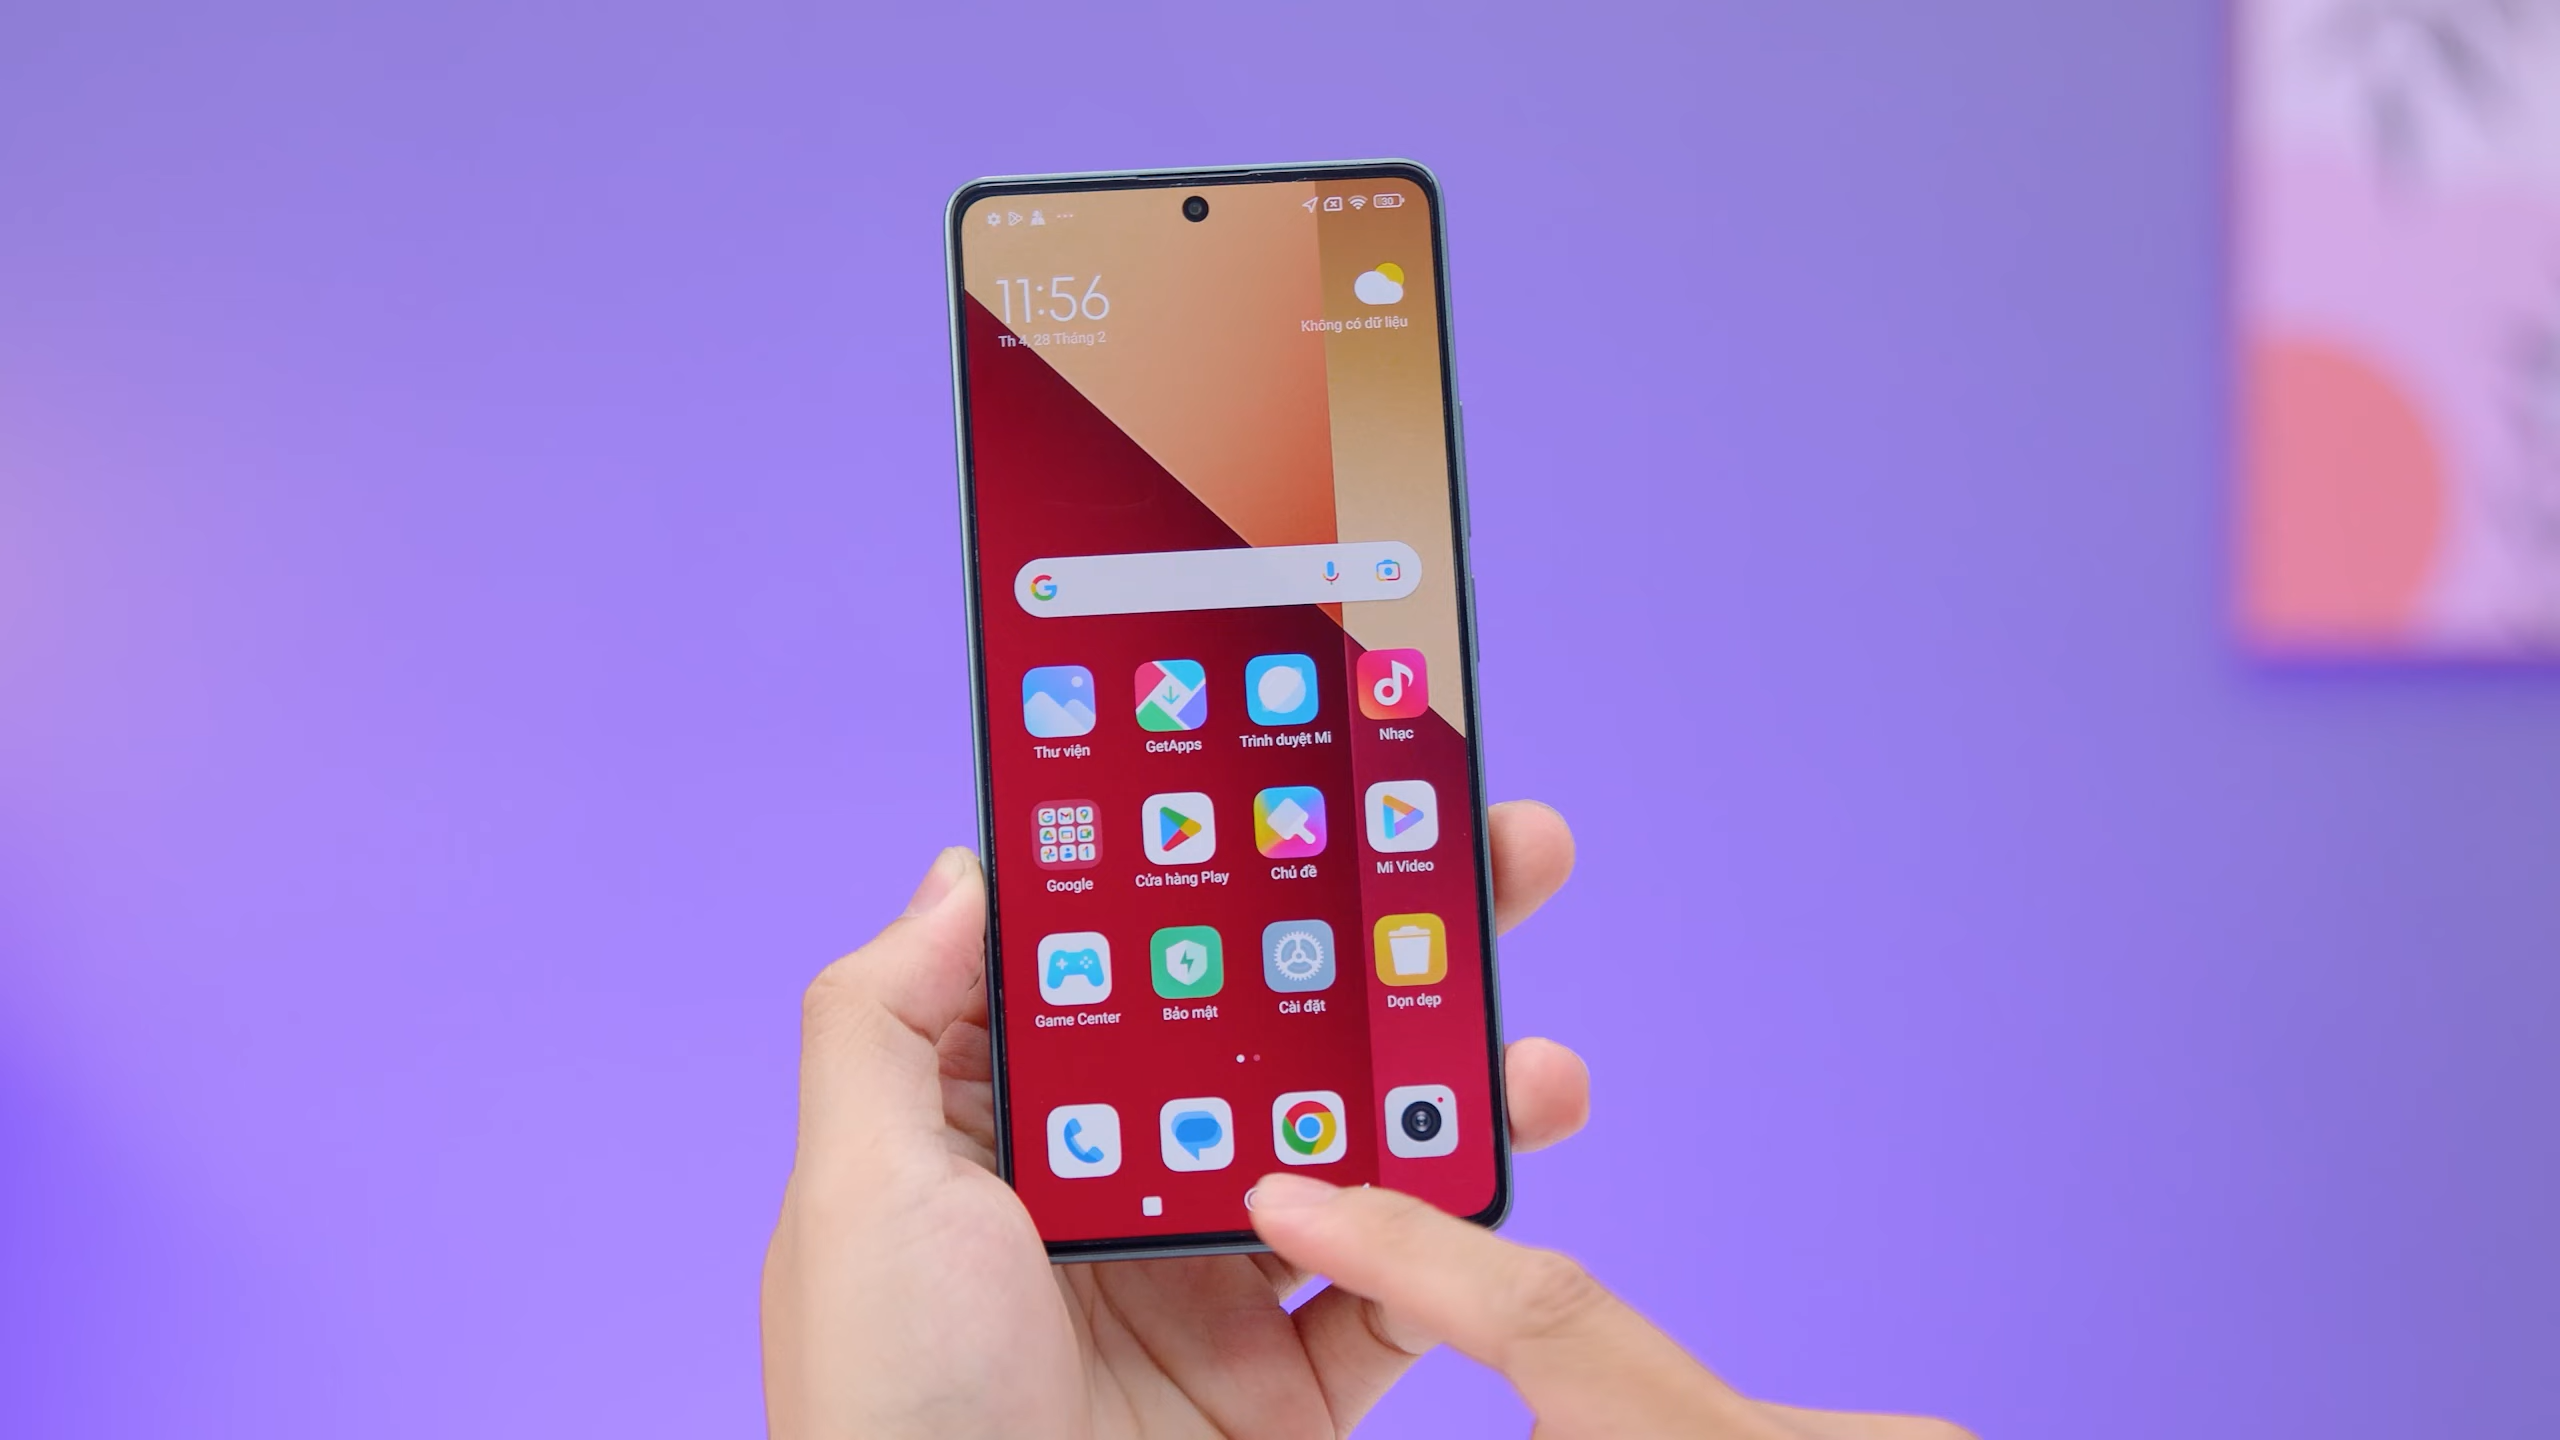 30
11:56
Th 4, 28 Tháng 2
Không có dữ liệu
Thư viện
GetApps
Trình duyệt Mi
Nhạc
Google
Cửa hàng Play
Chủ đề
Mi Video
Game Center
Bảo mật
Cài đặt
Dọn dẹp